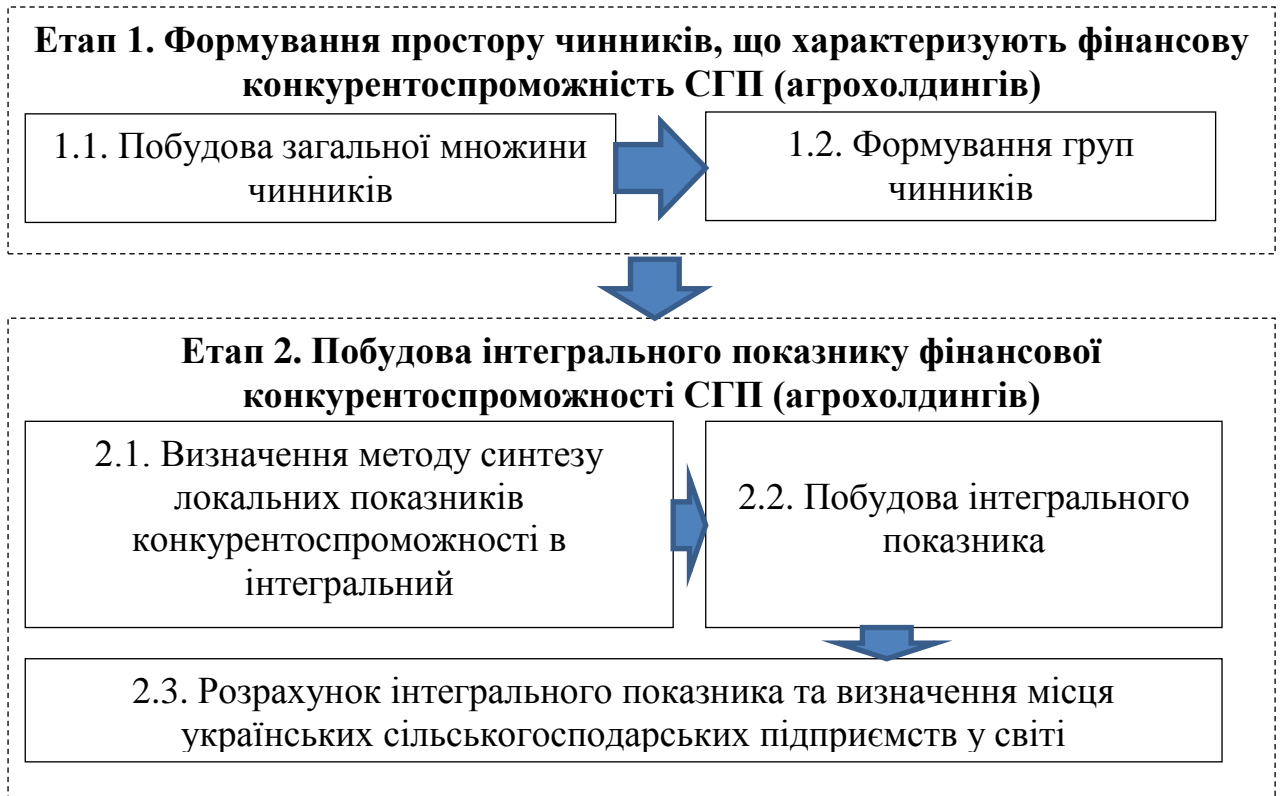 Етап 1. Формування простору чинників, що характеризують фінансову
конкурентоспроможність СГП (агрохолдингів)
1.1. Побудова загальної множини
чинників
1.2. Формування груп
чинників
Етап 2. Побудова інтегрального показнику фінансової
конкурентоспроможності СГП (агрохолдингів)
2.1. Визначення методу синтезу
локальних показників
конкурентоспроможності в
інтегральний
2.2. Побудова інтегрального
показника
2.3. Розрахунок інтегрального показника та визначення місця
українських сільськогосподарських підприємств у світі